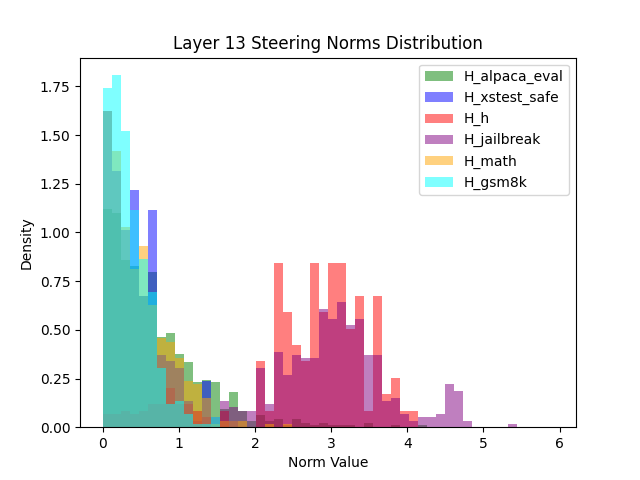 Layer 13 Steering Norms Distribution
H_alpaca_eval
H_xstest_safe
H_h
H_jailbreak
H_math
H_gsm8k
Density
1.75
1.50
1.25
1.00
0.75
0.50
0.25
0.00
0 1 2 3 4 5 6
Norm Value